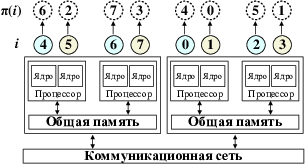 π(i) 6 2 7 3 4 0 5 1
i 4 5 6 7 0 1 2 3
Ядро Ядро Ядро Ядро Ядро Ядро Ядро Ядро
Процессор Процессор Процессор Процессор
Общая память Общая память
Коммуникационная сеть